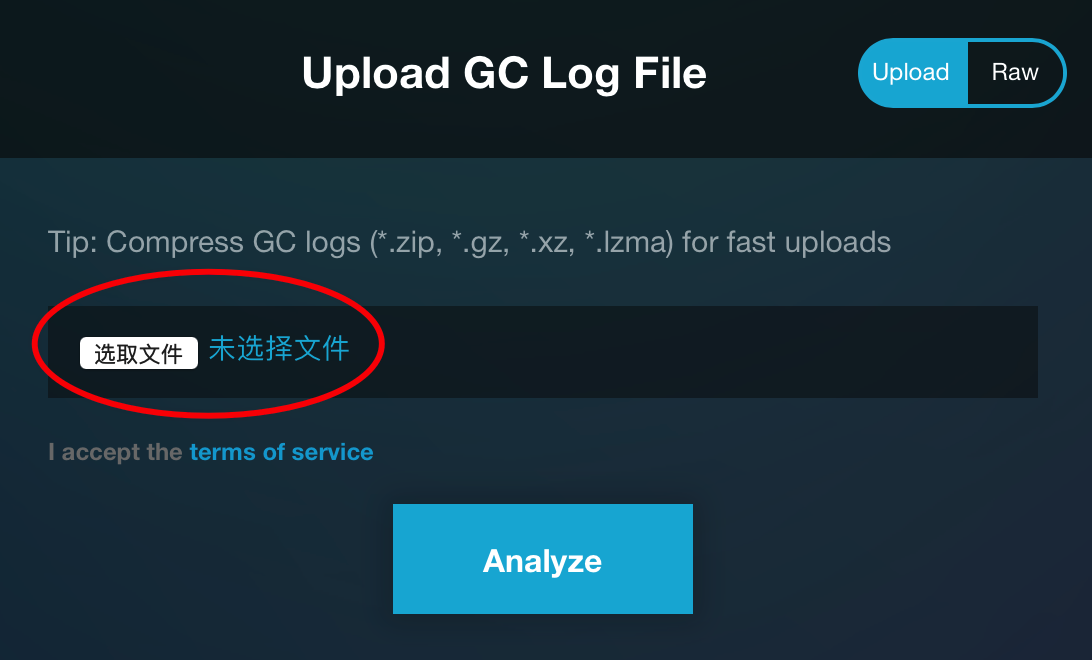 Upload GC Log File
Upload Raw
Tip: Compress GC logs (*.zip, *.gz, *.xz, *.lzma) for fast uploads
选取文件 未选择文件
I accept the terms of service
Analyze